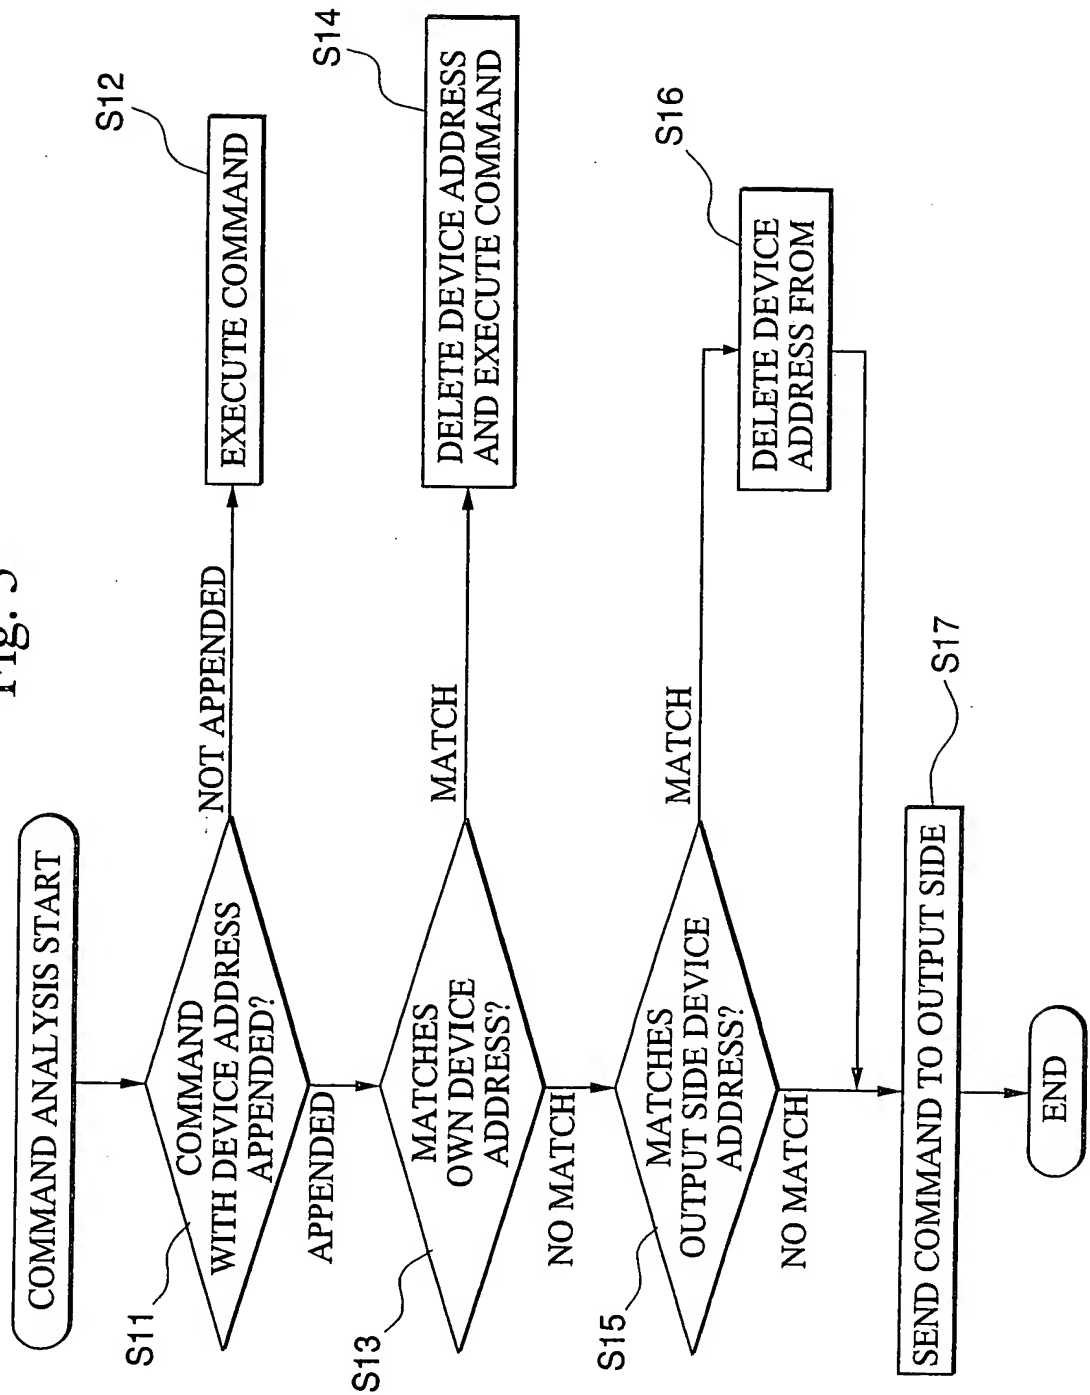 COMMAND ANALYSIS START
S11
COMMAND
WITH DEVICE ADDRESS
APPENDED?
NOT APPENDED
S12
EXECUTE COMMAND
APPENDED
S13
MATCHES
OWN DEVICE
ADDRESS?
MATCH
S14
DELETE DEVICE ADDRESS
AND EXECUTE COMMAND
NO MATCH
S15
MATCHES
OUTPUT SIDE DEVICE
ADDRESS?
MATCH
S16
DELETE DEVICE
ADDRESS FROM
NO MATCH
S17
SEND COMMAND TO OUTPUT SIDE
END